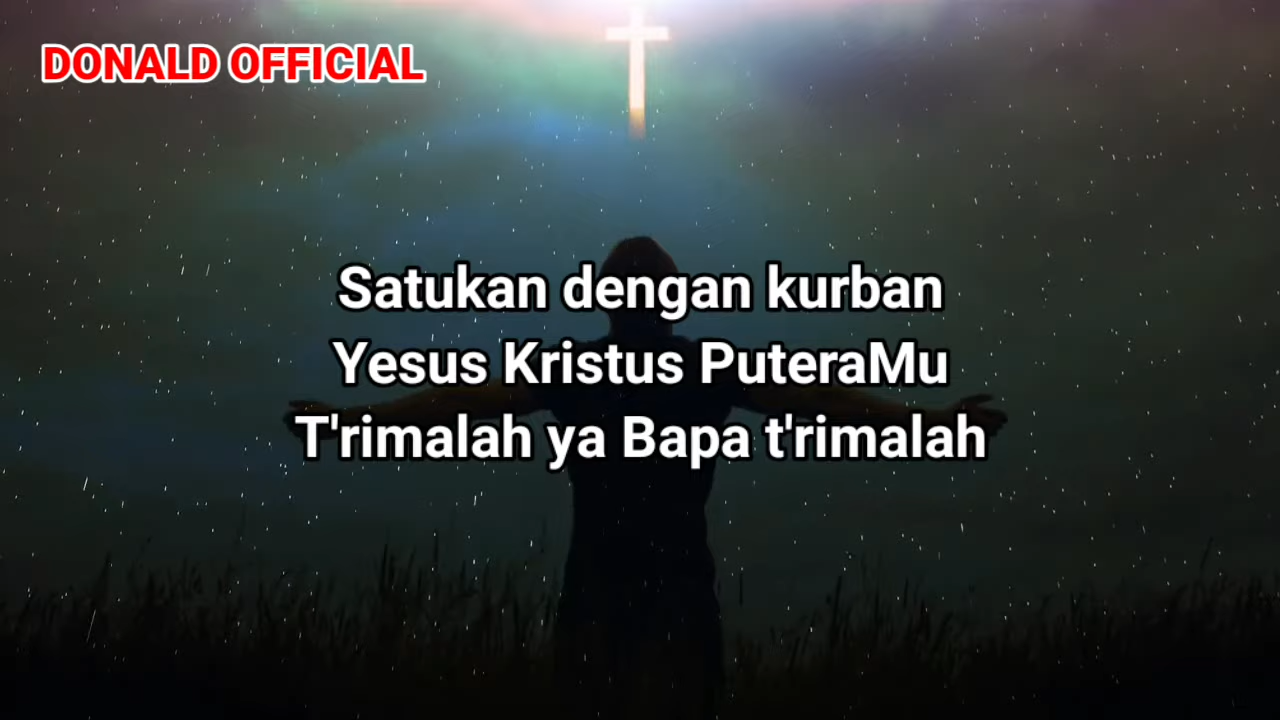 DONALD OFFICIAL
Satukan dengan kurban
Yesus Kristus PuteraMu
T'rimalah ya Bapa t'rimalah